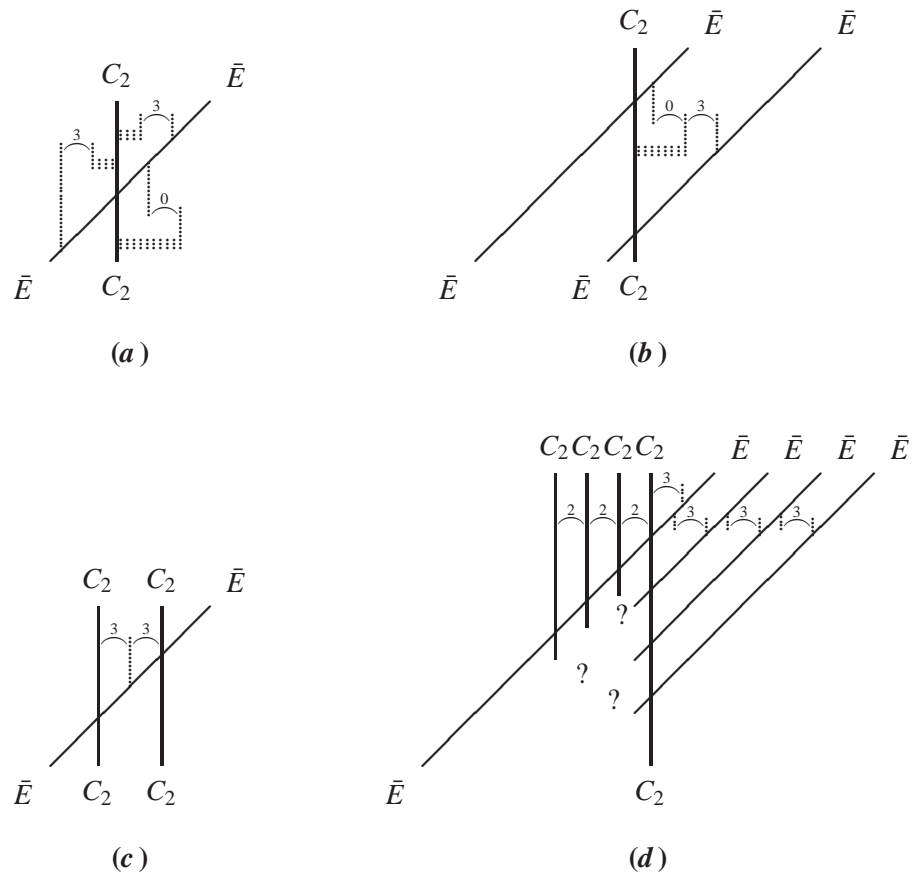 C₂ Ē Ē
C₂ Ē
3 3 0 3
0
Ē C₂ Ē Ē C₂
(a) (b)
C₂ C₂ C₂ C₂ Ē Ē Ē Ē
3
2 2 2 3 3 3
C₂ C₂ Ē
3 3 ?
? ?
Ē C₂ C₂ Ē C₂
(c) (d)